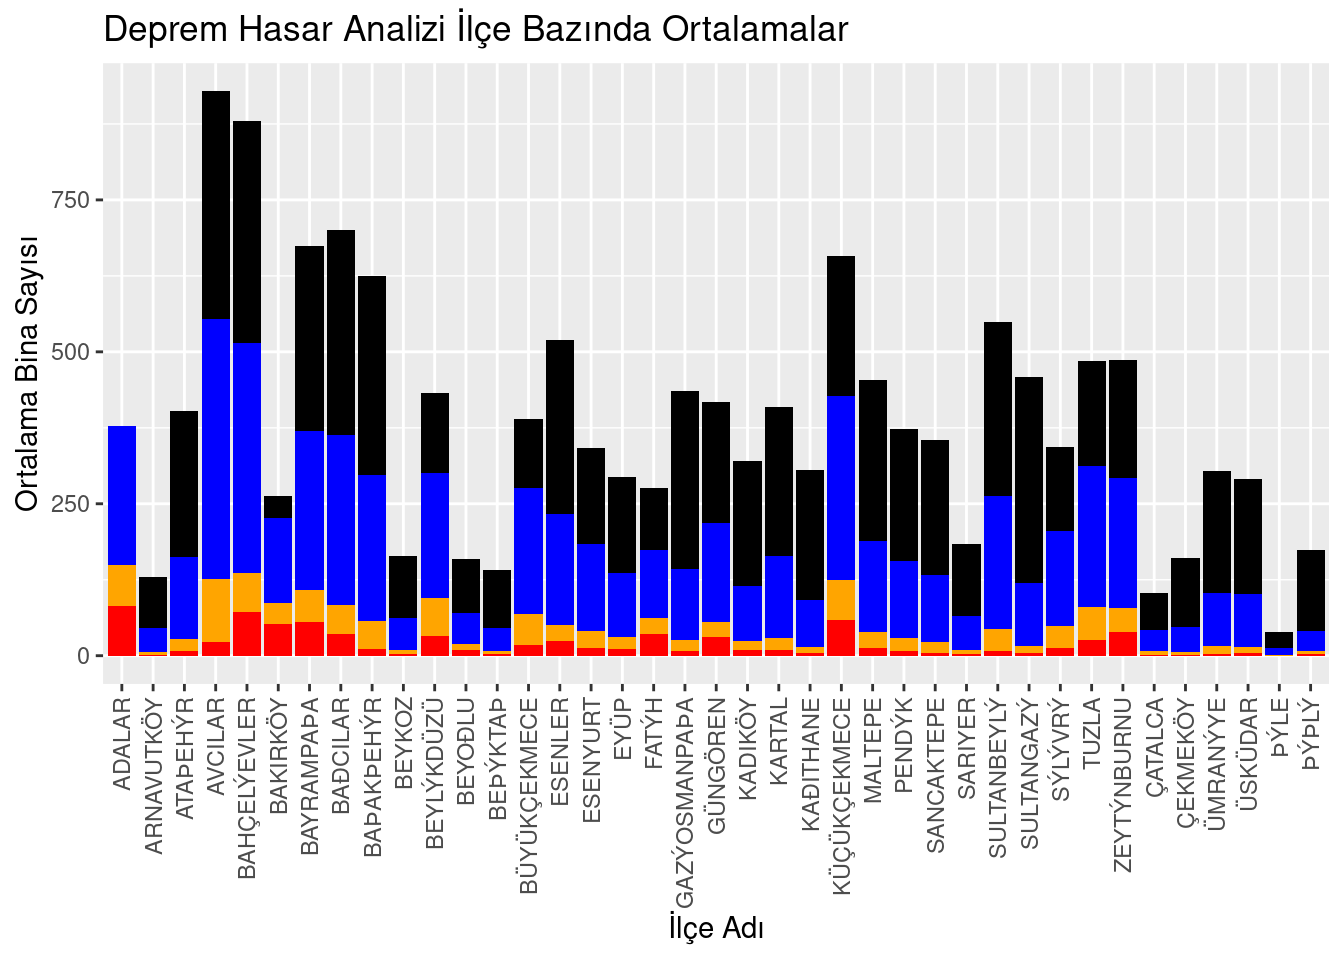 Deprem Hasar Analizi İlçe Bazında Ortalamalar
Ortalama Bina Sayısı
750
500
250
0
ADALAR
ARNAVUTKÖY
ATAÞEHÝR
AVCILAR
BAHÇELÝEVLER
BAKIRKÖY
BAYRAMPAÞA
BAÐCILAR
BAÞAKÞEHÝR
BEYKOZ
BEYLÝKDÜZÜ
BEYOÐLU
BEÞÝKTAÞ
BÜYÜKÇEKMECE
ESENLER
ESENYURT
EYÜP
FATÝH
GAZÝOSMANPAÞA
GÜNGÖREN
KADIKÖY
KARTAL
KAÐITHANE
KÜÇÜKÇEKMECE
MALTEPE
PENDÝK
SANCAKTEPE
SARIYER
SULTANBEYLÝ
SULTANGAZÝ
SÝLÝVRÝ
TUZLA
ZEYTÝNBURNU
ÇATALCA
ÇEKMEKÖY
ÜMRANÝYE
ÜSKÜDAR
ÞÝLE
ÞÝÞLÝ
İlçe Adı